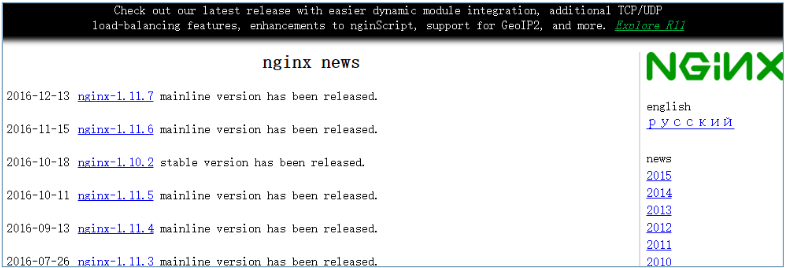 Check out our latest release with easier dynamic module integration, additional TCP/UDP
load-balancing features, enhancements to nginScript, support for GeoIP2, and more. Explore R11
nginx news
2016-12-13 nginx-1.11.7 mainline version has been released.
2016-11-15 nginx-1.11.6 mainline version has been released.
2016-10-18 nginx-1.10.2 stable version has been released.
2016-10-11 nginx-1.11.5 mainline version has been released.
2016-09-13 nginx-1.11.4 mainline version has been released.
2016-07-26 nginx-1.11.3 mainline version has been released.
NGiNX
english
русский
news
2015
2014
2013
2012
2011
2010